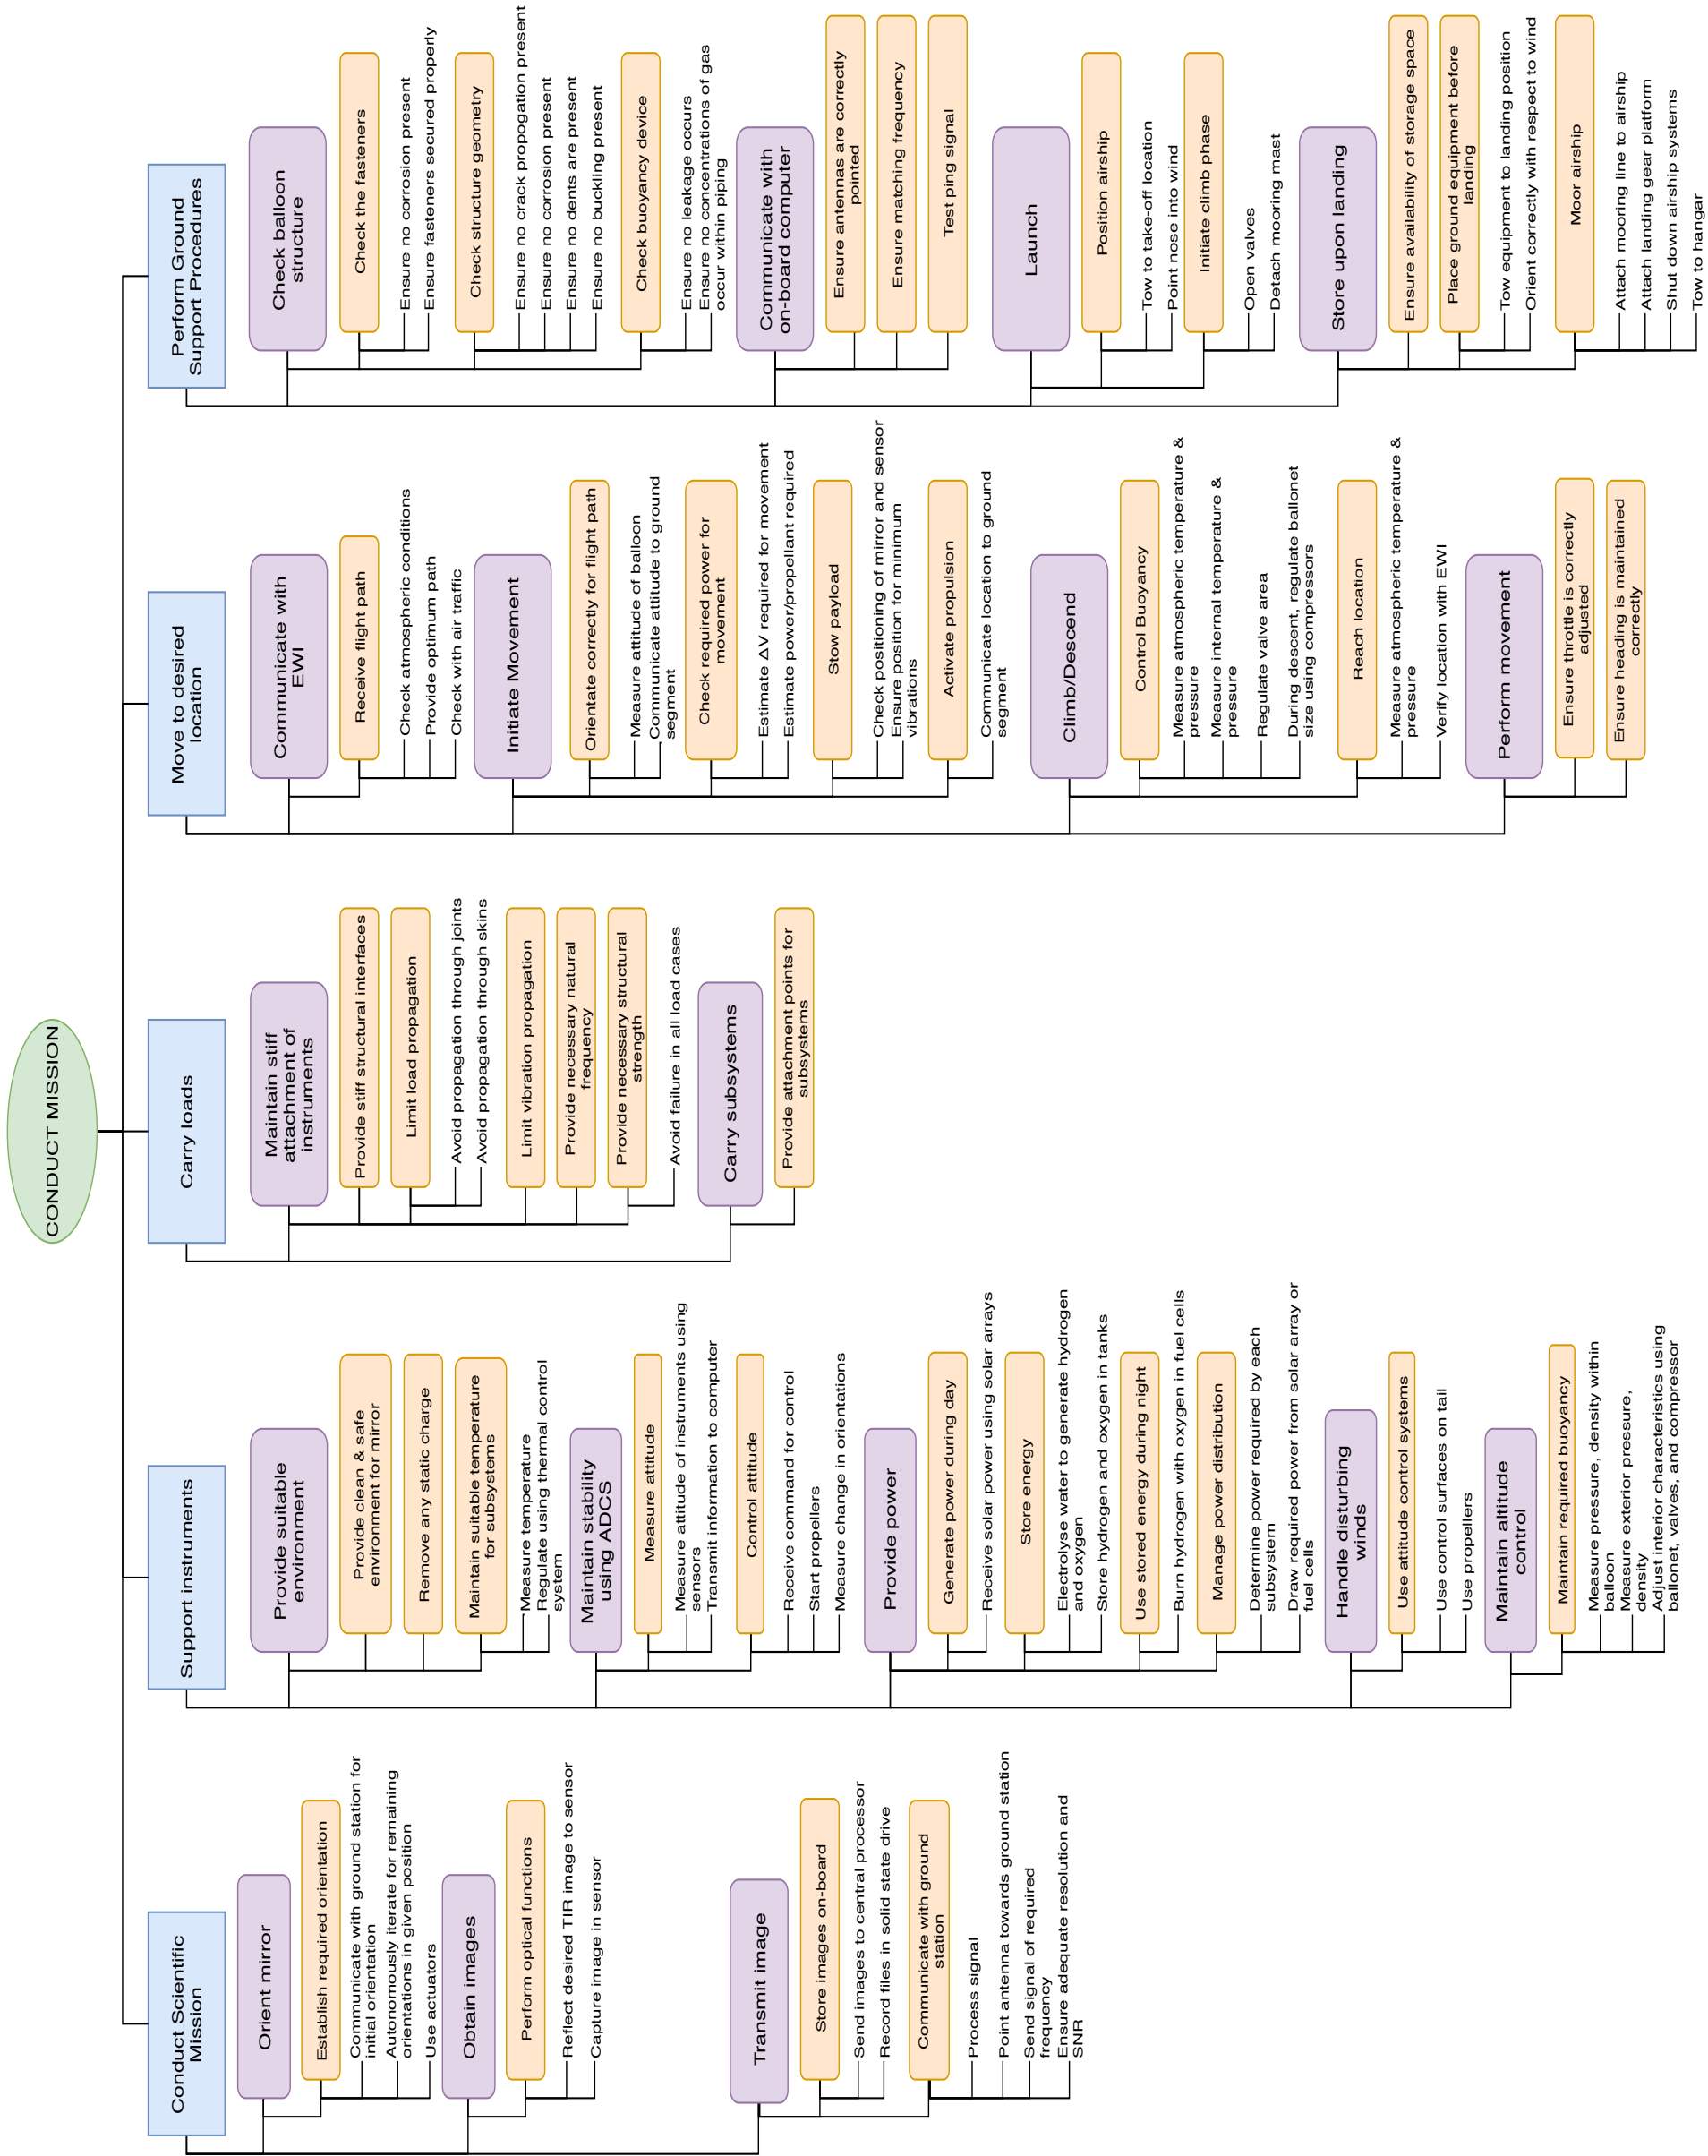 CONDUCT MISSION
Conduct Scientific
Mission
Orient mirror
Establish required orientation
Communicate with ground station for
initial orientation
Autonomously iterate for remaining
orientations in given position
Use actuators
Obtain images
Perform optical functions
Reflect desired TIR image to sensor
Capture image in sensor
Transmit image
Store images on-board
Send images to central processor
Record files in solid state drive
Communicate with ground
station
Process signal
Point antenna towards ground station
Send signal of required
frequency
Ensure adequate resolution and
SNR
Support instruments
Provide suitable
environment
Provide clean & safe
environment for mirror
Remove any static charge
Maintain suitable temperature
for subsystems
Measure temperature
Regulate using thermal control
system
Maintain stability
using ADCS
Measure attitude
Measure attitude of instruments using
sensors
Transmit information to computer
Control attitude
Receive command for control
Start propellers
Measure change in orientations
Provide power
Generate power during day
Receive solar power using solar arrays
Store energy
Electrolyse water to generate hydrogen
and oxygen
Store hydrogen and oxygen in tanks
Use stored energy during night
Burn hydrogen with oxygen in fuel cells
Manage power distribution
Determine power required by each
subsystem
Draw required power from solar array or
fuel cells
Handle disturbing
winds
Use attitude control systems
Use control surfaces on tail
Use propellers
Maintain altitude
control
Maintain required buoyancy
Measure pressure, density within
balloon
Measure exterior pressure,
density
Adjust interior characteristics using
ballonet, valves, and compressor
Carry loads
Maintain stiff
attachment of
instruments
Provide stiff structural interfaces
Limit load propagation
Avoid propagation through joints
Avoid propagation through skins
Limit vibration propagation
Provide necessary natural
frequency
Provide necessary structural
strength
Avoid failure in all load cases
Carry subsystems
Provide attachment points for
subsystems
Move to desired
location
Communicate with
EWI
Receive flight path
Check atmospheric conditions
Provide optimum path
Check with air traffic
Initiate Movement
Orientate correctly for flight path
Measure attitude of balloon
Communicate attitude to ground
segment
Check required power for
movement
Estimate ΔV required for movement
Estimate power/propellant required
Stow payload
Check positioning of mirror and sensor
Ensure position for minimum
vibrations
Activate propulsion
Communicate location to ground
segment
Climb/Descend
Control Buoyancy
Measure atmospheric temperature &
pressure
Measure internal temperature &
pressure
Regulate valve area
During descent, regulate ballonet
size using compressors
Reach location
Measure atmospheric temperature &
pressure
Verify location with EWI
Perform movement
Ensure throttle is correctly
adjusted
Ensure heading is maintained
correctly
Perform Ground
Support Procedures
Check balloon
structure
Check the fasteners
Ensure no corrosion present
Ensure fasteners secured properly
Check structure geometry
Ensure no crack propogation present
Ensure no corrosion present
Ensure no dents are present
Ensure no buckling present
Check buoyancy device
Ensure no leakage occurs
Ensure no concentrations of gas
occur within piping
Communicate with
on-board computer
Ensure antennas are correctly
pointed
Ensure matching frequency
Test ping signal
Launch
Position airship
Tow to take-off location
Point nose into wind
Initiate climb phase
Open valves
Detach mooring mast
Store upon landing
Ensure availability of storage space
Place ground equipment before
landing
Tow equipment to landing position
Orient correctly with respect to wind
Moor airship
Attach mooring line to airship
Attach landing gear platform
Shut down airship systems
Tow to hangar